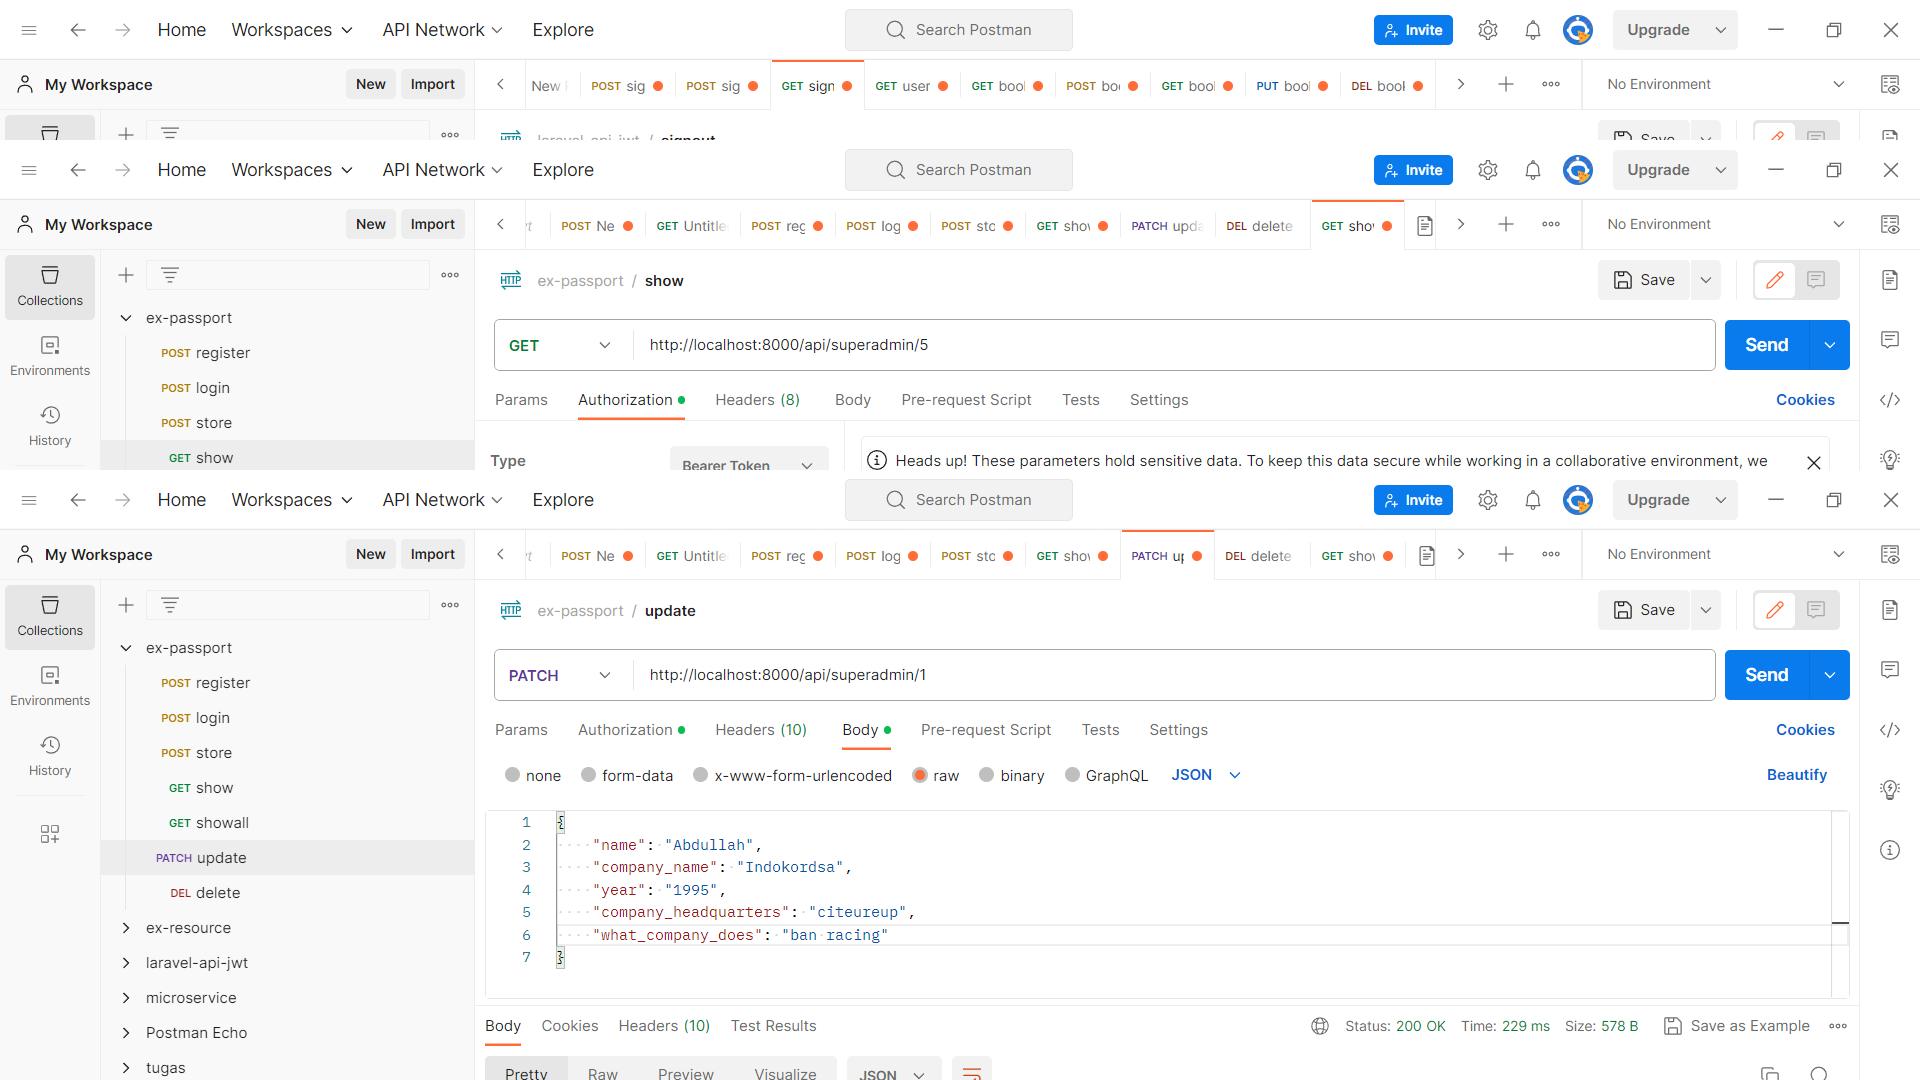 Home Workspaces API Network Explore Search Postman Invite Upgrade
My Workspace New Import New POST sig POST sig GET sign GET user GET bool POST bo GET bool PUT bool DEL book No Environment
laravel-api-jwt / signout Save
Home Workspaces API Network Explore Search Postman Invite Upgrade
My Workspace New Import POST Ne GET Untitle POST reg POST log POST sto GET shov PATCH upda DEL delete GET shov No Environment
Collections
HTTP ex-passport / show Save
ex-passport
GET http://localhost:8000/api/superadmin/5 Send
POST register
Environments
POST login
Params Authorization Headers (8) Body Pre-request Script Tests Settings Cookies
POST store
History
GET show
Type Bearer Token Heads up! These parameters hold sensitive data. To keep this data secure while working in a collaborative environment, we
Home Workspaces API Network Explore Search Postman Invite Upgrade
My Workspace New Import POST Ne GET Untitle POST reg POST log POST sto GET shov PATCH up DEL delete GET shov No Environment
Collections
HTTP ex-passport / update Save
ex-passport
PATCH http://localhost:8000/api/superadmin/1 Send
POST register
Environments
POST login
Params Authorization Headers (10) Body Pre-request Script Tests Settings Cookies
POST store
History
none form-data x-www-form-urlencoded raw binary GraphQL JSON Beautify
GET show
GET showall
PATCH update
DEL delete
ex-resource
laravel-api-jwt
microservice
Postman Echo
tugas
1 {
2 "name": "Abdullah",
3 "company_name": "Indokordsa",
4 "year": "1995",
5 "company_headquarters": "citeureup",
6 "what_company_does": "ban racing"
7 }
Body Cookies Headers (10) Test Results Status: 200 OK Time: 229 ms Size: 578 B Save as Example
Pretty Raw Preview Visualize JSON